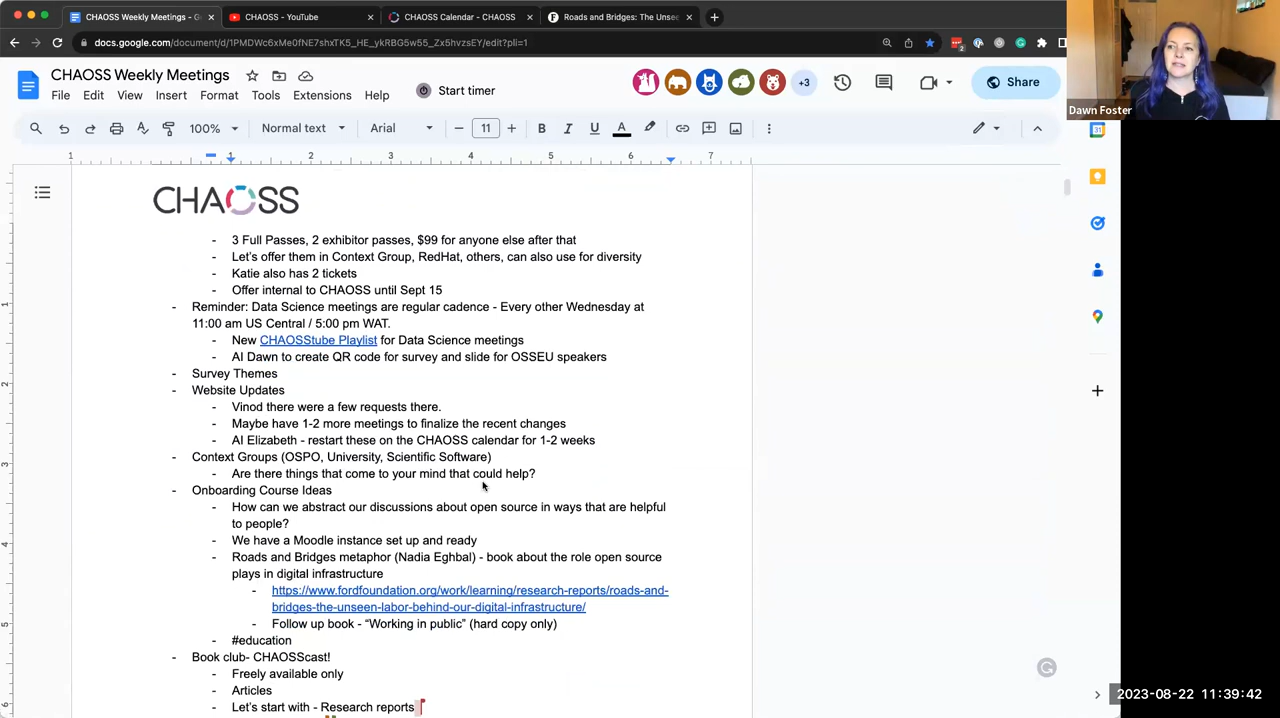 CHAOSS Weekly Meetings - G
CHAOSS - YouTube
CHAOSS Calendar - CHAOSS
Roads and Bridges: The Unse
docs.google.com/document/d/1PMDWc6xMe0fNE7shxTK5_HE_ykRBG5w55_Zx5hvzsEY/edit?pli=1
CHAOSS Weekly Meetings
File Edit View Insert Format Tools Extensions Help
Start timer
+3
Share
Dawn Foster
100% Normal text Arial 11 B I U A
1 1 2 3 4 5 6 7
CHAOSS
- 3 Full Passes, 2 exhibitor passes, $99 for anyone else after that
- Let's offer them in Context Group, RedHat, others, can also use for diversity
- Katie also has 2 tickets
- Offer internal to CHAOSS until Sept 15
- Reminder: Data Science meetings are regular cadence - Every other Wednesday at
11:00 am US Central / 5:00 pm WAT.
- New CHAOSStube Playlist for Data Science meetings
- AI Dawn to create QR code for survey and slide for OSSEU speakers
- Survey Themes
- Website Updates
- Vinod there were a few requests there.
- Maybe have 1-2 more meetings to finalize the recent changes
- AI Elizabeth - restart these on the CHAOSS calendar for 1-2 weeks
- Context Groups (OSPO, University, Scientific Software)
- Are there things that come to your mind that could help?
- Onboarding Course Ideas
- How can we abstract our discussions about open source in ways that are helpful
to people?
- We have a Moodle instance set up and ready
- Roads and Bridges metaphor (Nadia Eghbal) - book about the role open source
plays in digital infrastructure
- https://www.fordfoundation.org/work/learning/research-reports/roads-and-
bridges-the-unseen-labor-behind-our-digital-infrastructure/
- Follow up book - “Working in public” (hard copy only)
- #education
- Book club- CHAOSScast!
- Freely available only
- Articles
- Let's start with - Research reports
2023-08-22 11:39:42